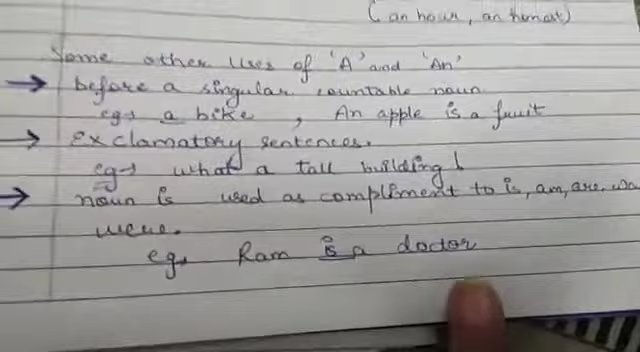 (an hour, an honest)
Some other uses of 'A' and 'An'
→ before a singular countable noun
eg→ a bike , An apple is a fruit
→ exclamatory sentences.
eg→ what a tall building!
→ noun is used as compliment to is, am, are, wa
were.
eg. Ram is a doctor